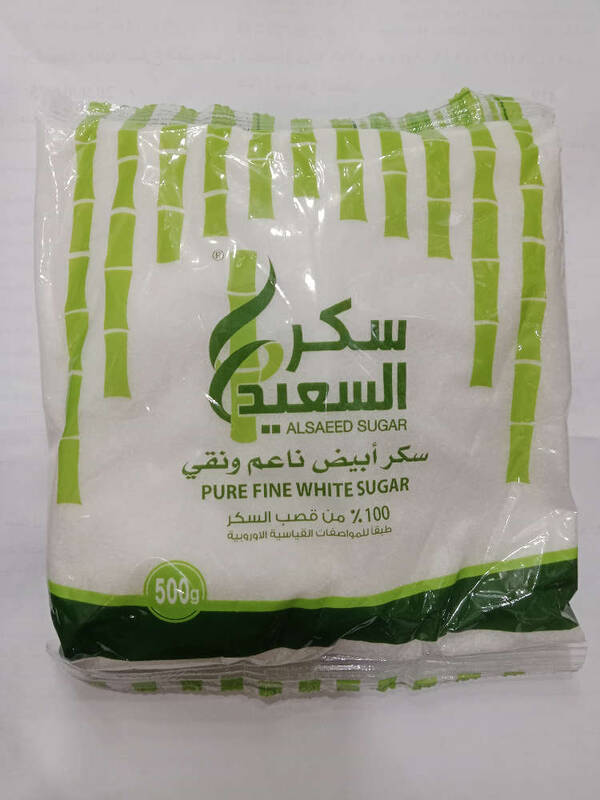 ℗
سكر
السعيد
ALSAEED SUGAR
سكر أبيض ناعم ونقي
PURE FINE WHITE SUGAR
100٪ من قصب السكر
طبقا للمواصفات القياسية الاوروبية
500g